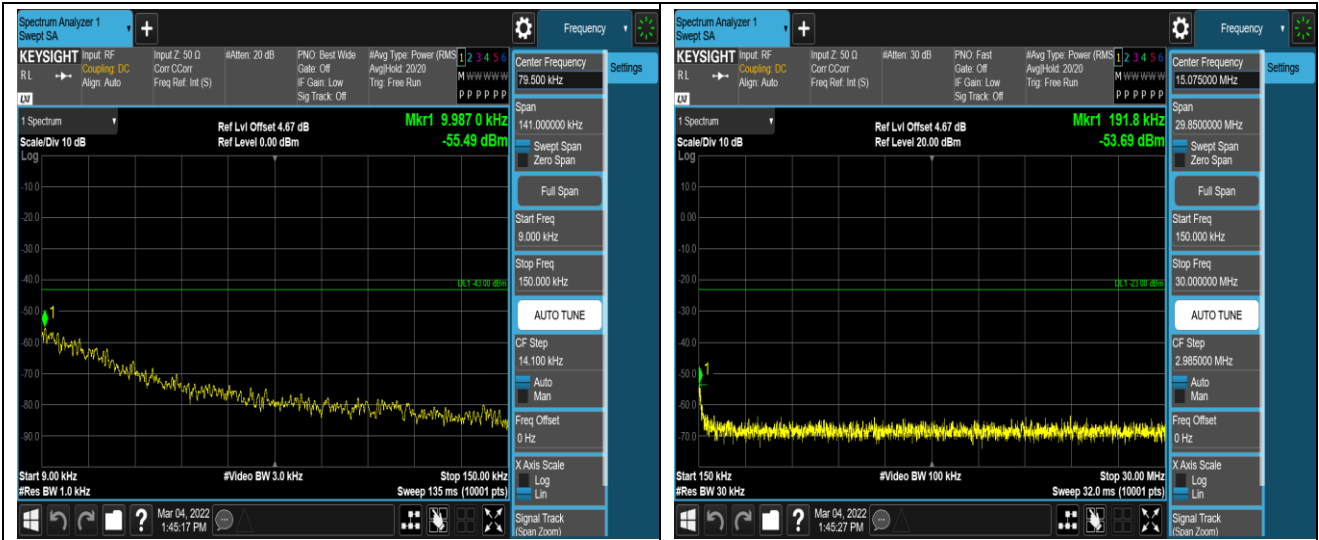 Spectrum Analyzer 1
Swept SA
+
Frequency
KEYSIGHT
RL
LXI
Input: RF
Coupling: DC
Align: Auto
Input Z: 50 Ω
Corr CCorr
Freq Ref: Int (S)
#Atten: 20 dB
PNO: Best Wide
Gate: Off
IF Gain: Low
Sig Track: Off
#Avg Type: Power (RMS
Avg|Hold: 20/20
Trig: Free Run
1 2 3 4 5 6
M W W W W W
P P P P P P
1 Spectrum
Scale/Div 10 dB
Log
Ref Lvl Offset 4.67 dB
Ref Level 0.00 dBm
Mkr1 9.987 0 kHz
-55.49 dBm
-10.0
-20.0
-30.0
-40.0
-50.0
-60.0
-70.0
-80.0
-90.0
DL1 -43.00 dBm
1
Start 9.00 kHz
#Res BW 1.0 kHz
#Video BW 3.0 kHz
Stop 150.00 kHz
Sweep 135 ms (10001 pts)
Center Frequency
79.500 kHz
Settings
Span
141.000000 kHz
Swept Span
Zero Span
Full Span
Start Freq
9.000 kHz
Stop Freq
150.000 kHz
AUTO TUNE
CF Step
14.100 kHz
Auto
Man
Freq Offset
0 Hz
X Axis Scale
Log
Lin
Signal Track
(Span Zoom)
?
Mar 04, 2022
1:45:17 PM
Spectrum Analyzer 1
Swept SA
+
Frequency
KEYSIGHT
RL
LXI
Input: RF
Coupling: DC
Align: Auto
Input Z: 50 Ω
Corr CCorr
Freq Ref: Int (S)
#Atten: 30 dB
PNO: Fast
Gate: Off
IF Gain: Low
Sig Track: Off
#Avg Type: Power (RMS
Avg|Hold: 20/20
Trig: Free Run
1 2 3 4 5 6
M W W W W W
P P P P P P
1 Spectrum
Scale/Div 10 dB
Log
Ref Lvl Offset 4.67 dB
Ref Level 20.00 dBm
Mkr1 191.8 kHz
-53.69 dBm
10.0
0.00
-10.0
-20.0
-30.0
-40.0
-50.0
-60.0
-70.0
DL1 -23.00 dBm
1
Start 150 kHz
#Res BW 30 kHz
#Video BW 100 kHz
Stop 30.00 MHz
Sweep 32.0 ms (10001 pts)
Center Frequency
15.075000 MHz
Settings
Span
29.8500000 MHz
Swept Span
Zero Span
Full Span
Start Freq
150.000 kHz
Stop Freq
30.000000 MHz
AUTO TUNE
CF Step
2.985000 MHz
Auto
Man
Freq Offset
0 Hz
X Axis Scale
Log
Lin
Signal Track
(Span Zoom)
?
Mar 04, 2022
1:45:27 PM